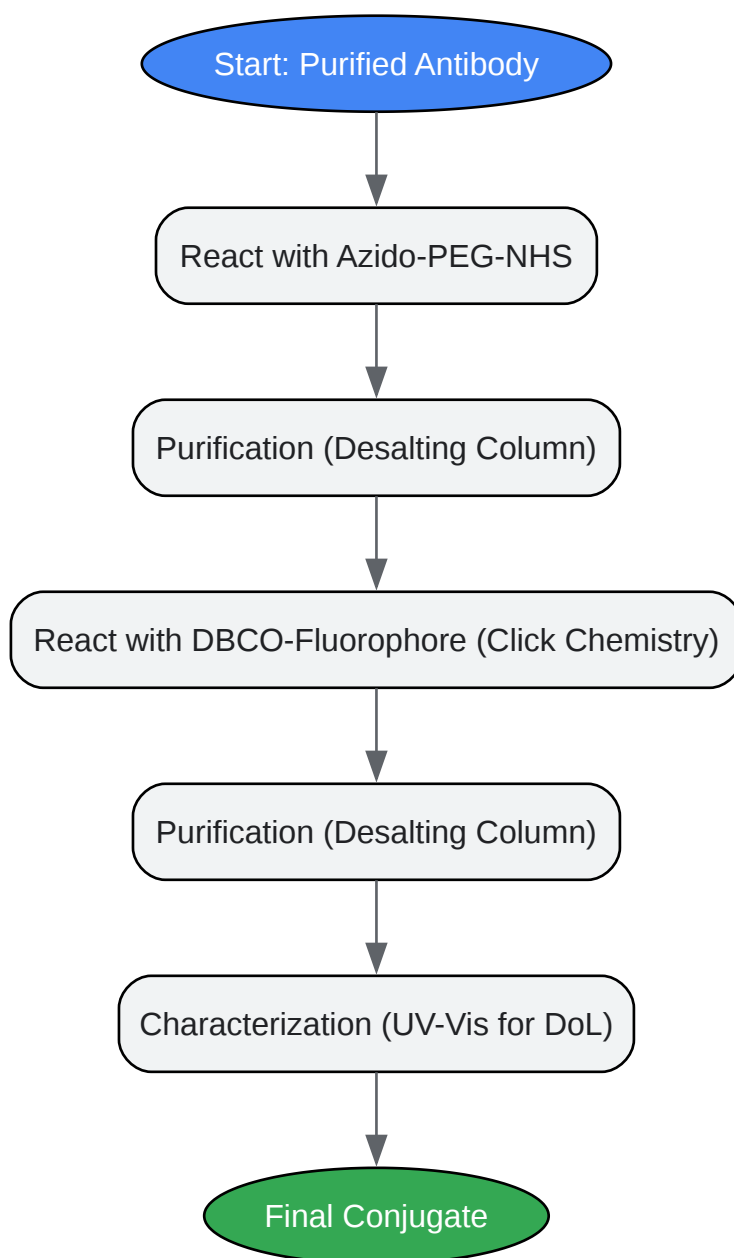 Start: Purified Antibody
React with Azido-PEG-NHS
Purification (Desalting Column)
React with DBCO-Fluorophore (Click Chemistry)
Purification (Desalting Column)
Characterization (UV-Vis for DoL)
Final Conjugate